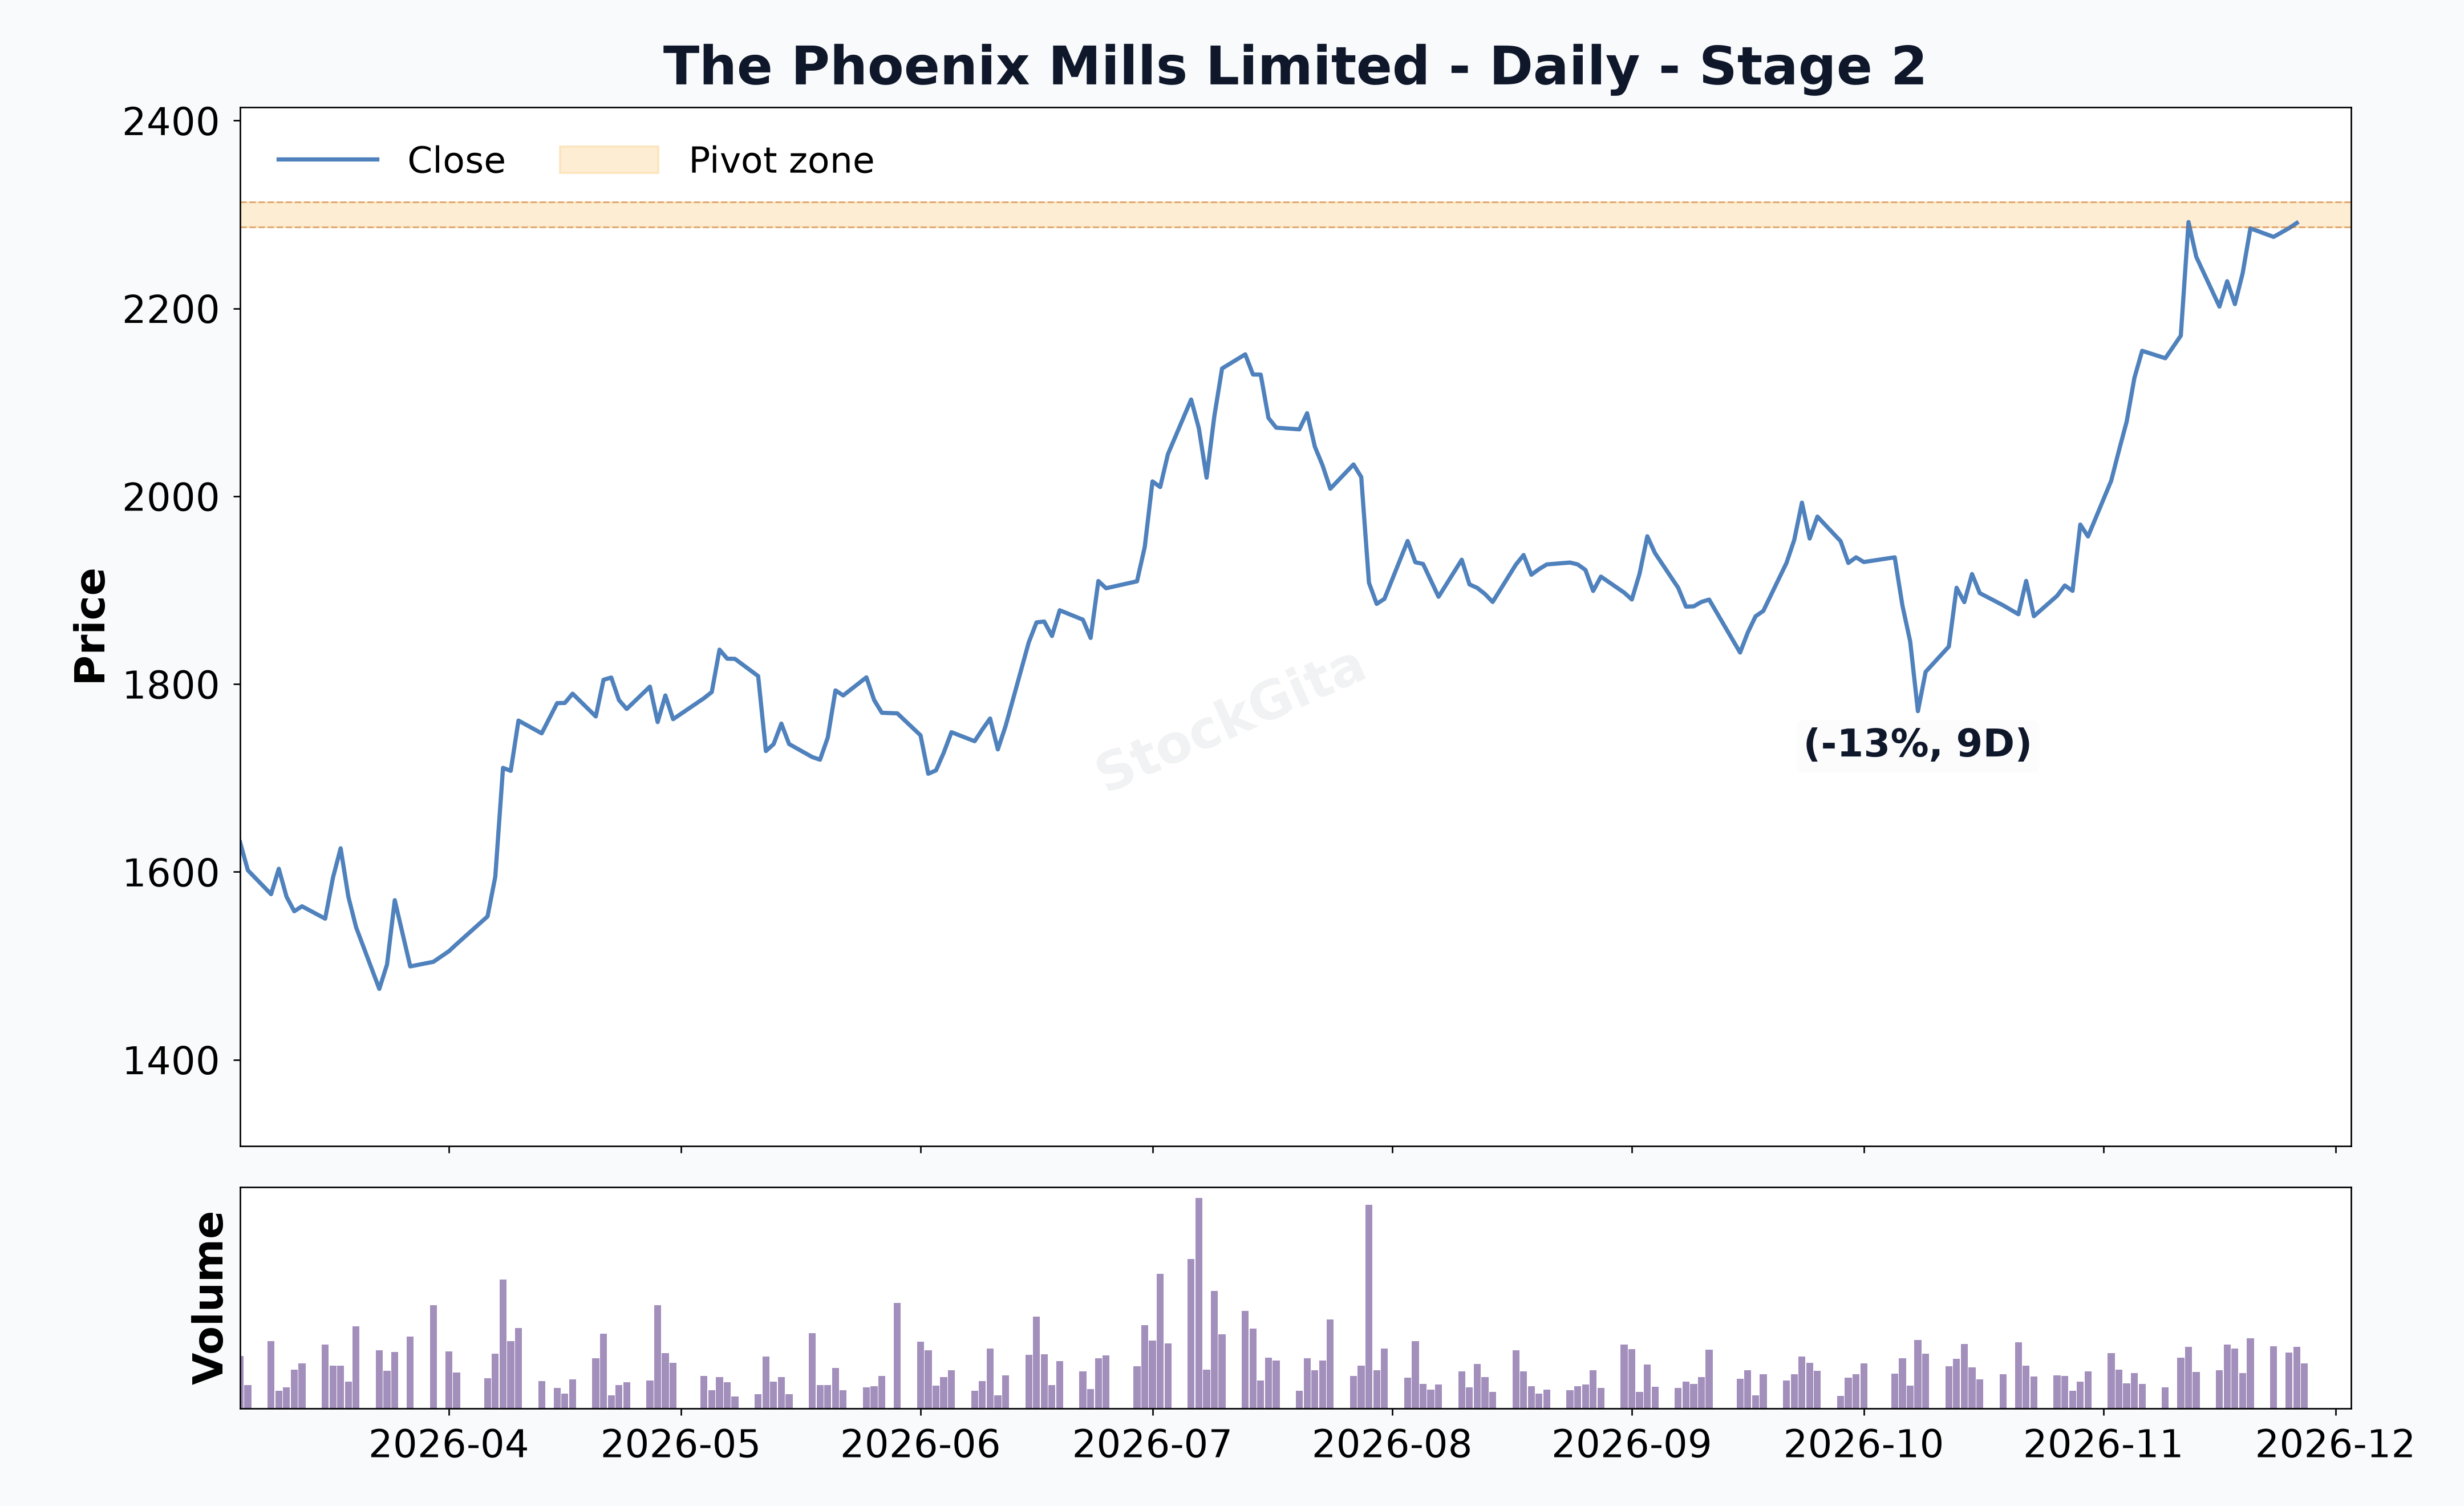 The Phoenix Mills Limited - Daily - Stage 2
Close
Pivot zone
2400
2200
2000
1800
1600
1400
Price
StockGita
(-13%, 9D)
Volume
2026-04
2026-05
2026-06
2026-07
2026-08
2026-09
2026-10
2026-11
2026-12